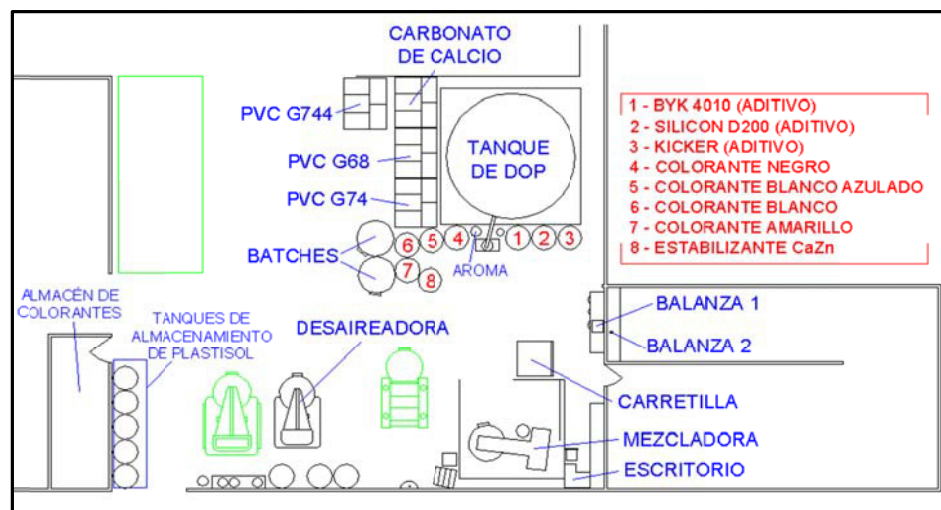 CARBONATO
DE CALCIO
PVC G744
PVC G68
PVC G74
TANQUE
DE DOP
1 - BYK 4010 (ADITIVO)
2 - SILICON D200 (ADITIVO)
3 - KICKER (ADITIVO)
4 - COLORANTE NEGRO
5 - COLORANTE BLANCO AZULADO
6 - COLORANTE BLANCO
7 - COLORANTE AMARILLO
8 - ESTABILIZANTE CaZn
6 5 4 1 2 3
7 8
BATCHES
AROMA
ALMACÉN DE
COLORANTES
TANQUES DE
ALMACENAMIENTO
DE PLASTISOL
DESAIREADORA
BALANZA 1
BALANZA 2
CARRETILLA
MEZCLADORA
ESCRITORIO